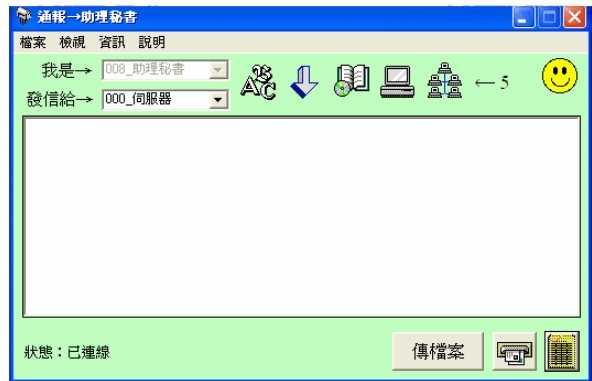 通報→助理秘書
檔案 檢視 資訊 說明
我是→ 008_助理秘書
發信給→ 000_伺服器
ABC
← 5
狀態：已連線
傳檔案